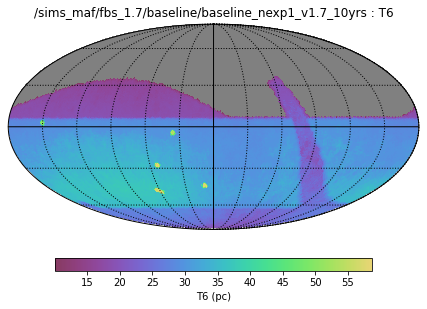 /sims_maf/fbs_1.7/baseline/baseline_nexp1_v1.7_10yrs : T6
15 20 25 30 35 40 45 50 55
T6 (pc)